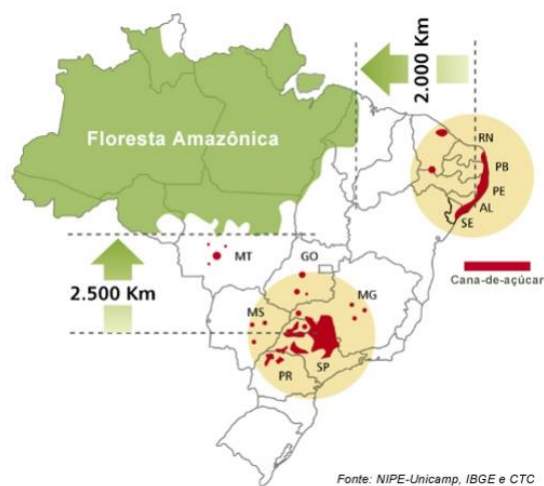 2.000 Km
Floresta Amazônica
RN
PB
PE
AL
SE
Cana-de-açúcar
2.500 Km
MT
GO
MG
MS
SP
PR
Fonte: NIPE-Unicamp, IBGE e CTC